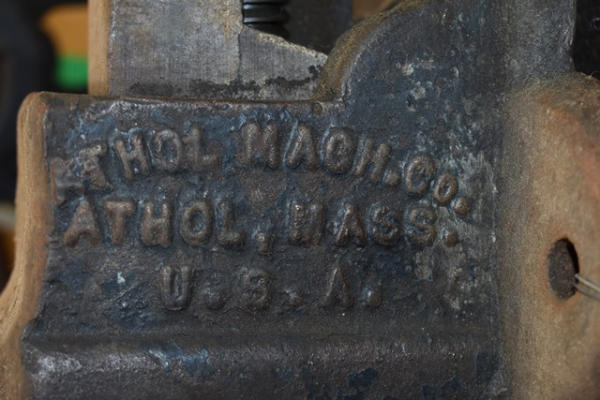 ATHOL MACH. CO.
ATHOL, MASS.
U.S.A.